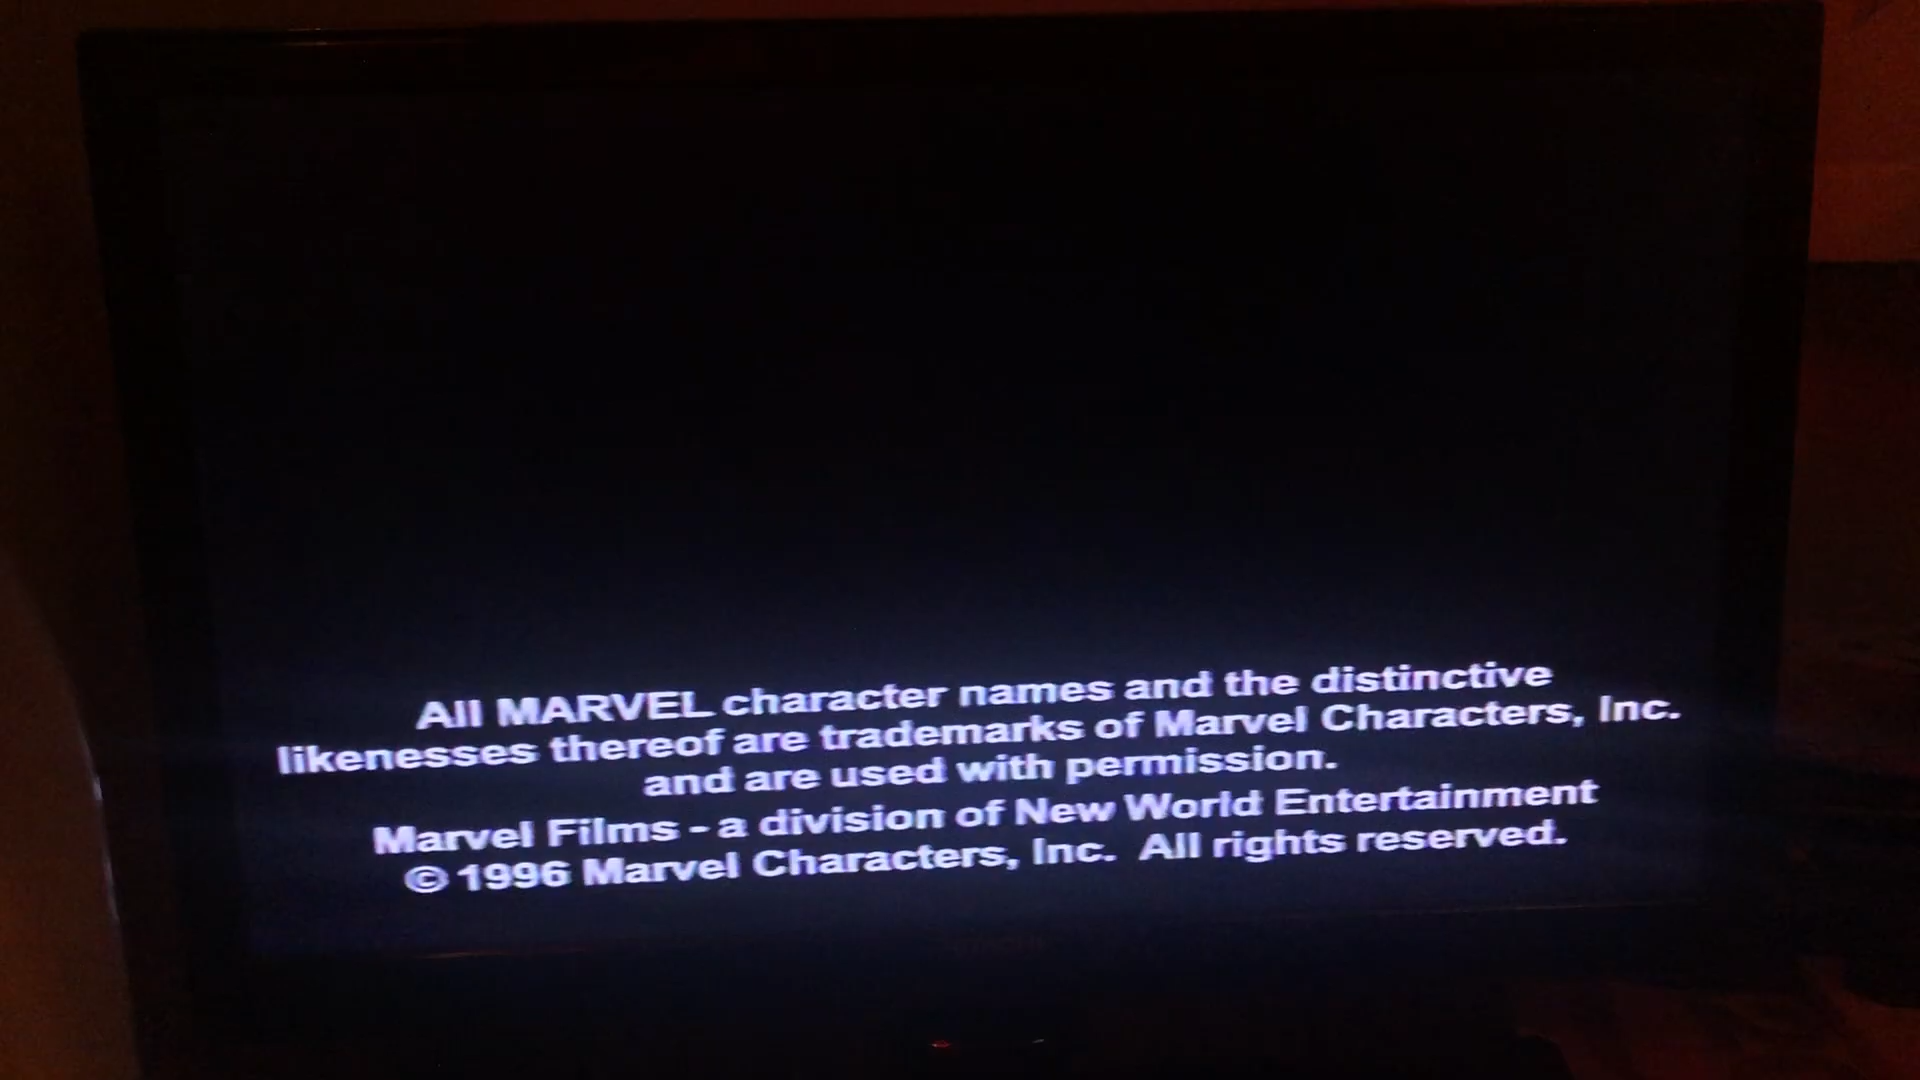 All MARVEL character names and the distinctive
likenesses thereof are trademarks of Marvel Characters, Inc.
and are used with permission.
Marvel Films - a division of New World Entertainment
© 1996 Marvel Characters, Inc. All rights reserved.